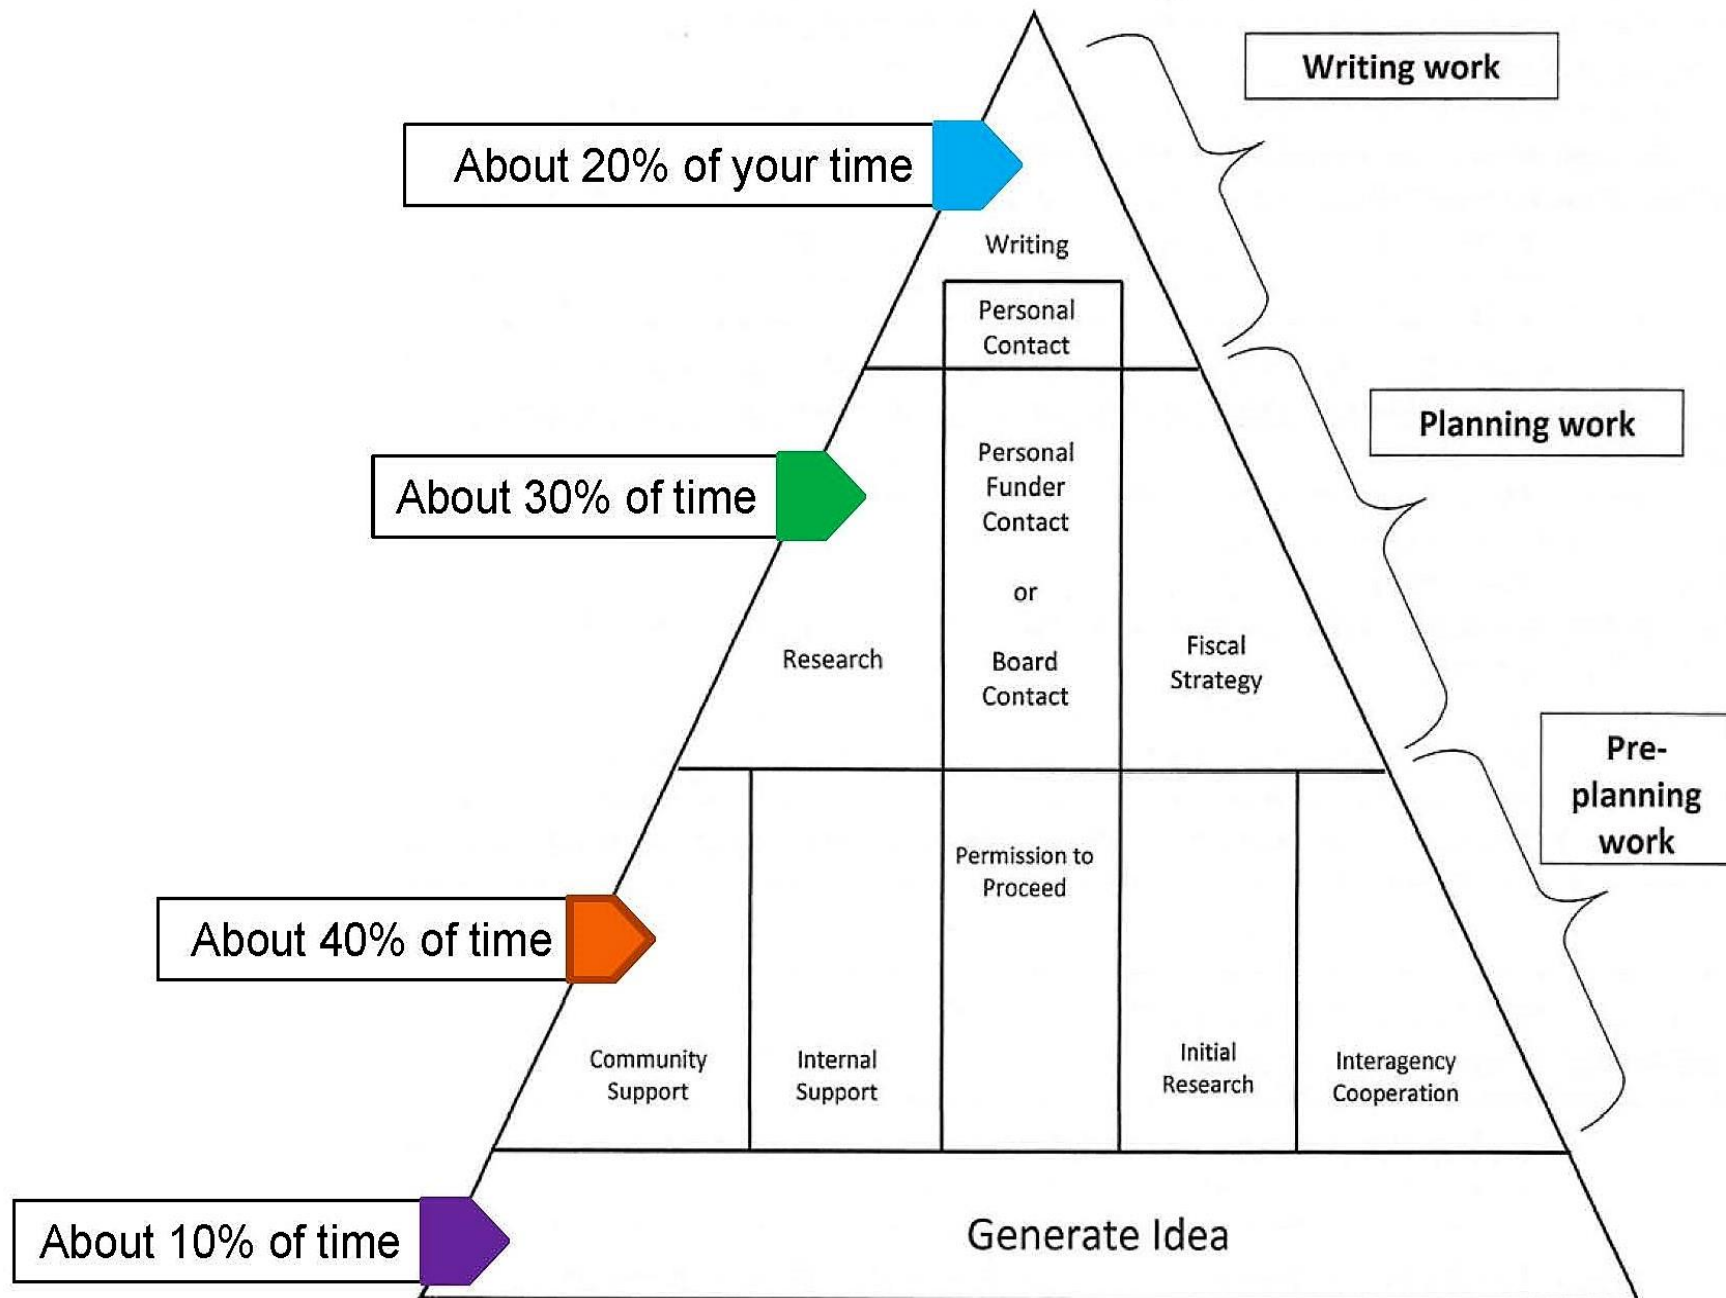 Writing work
About 20% of your time
Writing
Personal
Contact
Planning work
About 30% of time
Personal
Funder
Contact
or
Board
Contact
Research
Fiscal
Strategy
Pre-
planning
work
About 40% of time
Permission to
Proceed
Community
Support
Internal
Support
Initial
Research
Interagency
Cooperation
About 10% of time
Generate Idea